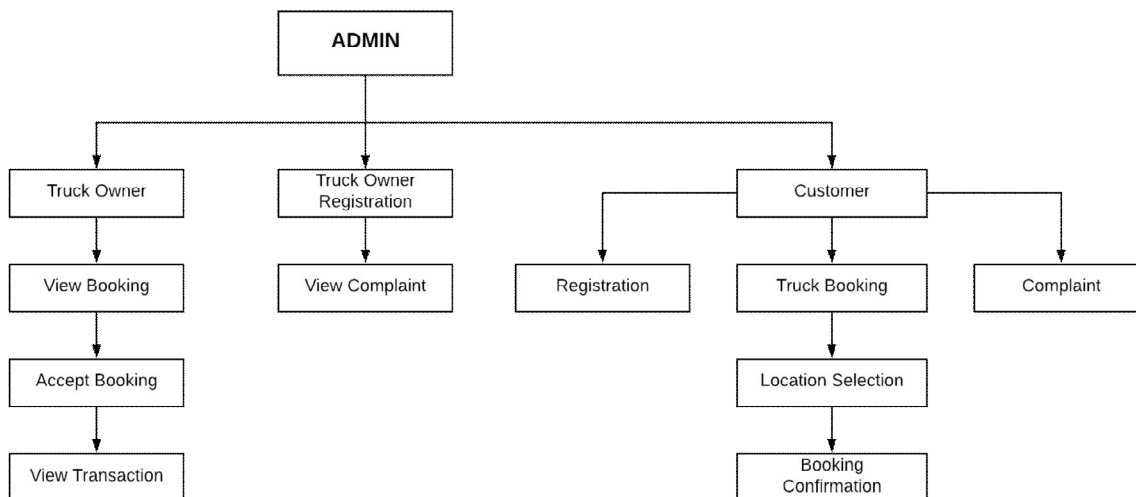 ADMIN
Truck Owner
Truck Owner
Registration
Customer
View Booking
View Complaint
Registration
Truck Booking
Complaint
Accept Booking
Location Selection
View Transaction
Booking
Confirmation